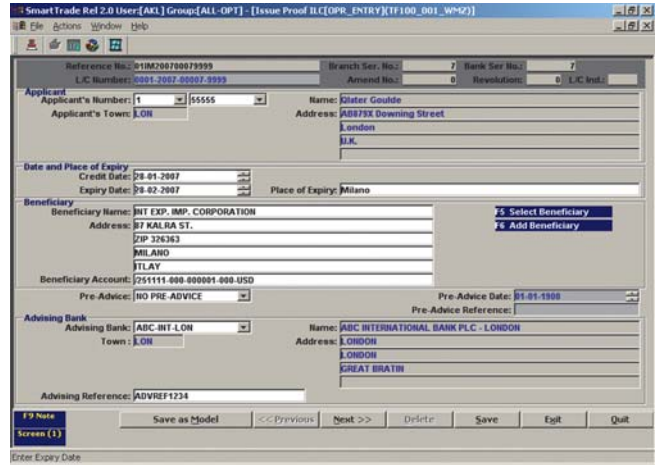 SmartTrade Rel 2.0 User:[AKL] Group:[ALL-OPT] - [Issue Proof ILC[OPR_ENTRY](TF100_001_WM2)]
File Actions Window Help
Reference No.: 01IM200700079999 Branch Ser. No.: 7 Bank Ser No.: 7
L/C Number: 0001-2007-00007-9999 Amend No.: 0 Revolution: 0 L/C Ind.:
Applicant
Applicant's Number: 1 55555 Name: Qlater Goulde
Applicant's Town: LON Address: AB879X Downing Street
London
U.K.
Date and Place of Expiry
Credit Date: 28-01-2007
Expiry Date: 28-02-2007 Place of Expiry: Milano
Beneficiary
Beneficiary Name: INT EXP. IMP. CORPORATION F5 Select Beneficiary
Address: 87 KALRA ST. F6 Add Beneficiary
ZIP 326363
MILANO
ITLAY
Beneficiary Account: /251111-000-000001-000-USD
Pre-Advice: NO PRE-ADVICE Pre-Advice Date: 01-01-1900
Pre-Advice Reference:
Advising Bank
Advising Bank: ABC-INT-LON Name: ABC INTERNATIONAL BANK PLC - LONDON
Town : LON Address: LONDON
LONDON
GREAT BRATIN
Advising Reference: ADVREF1234
F9 Note Save as Model << Previous Next >> Delete Save Exit Quit
Screen (1)
Enter Expiry Date